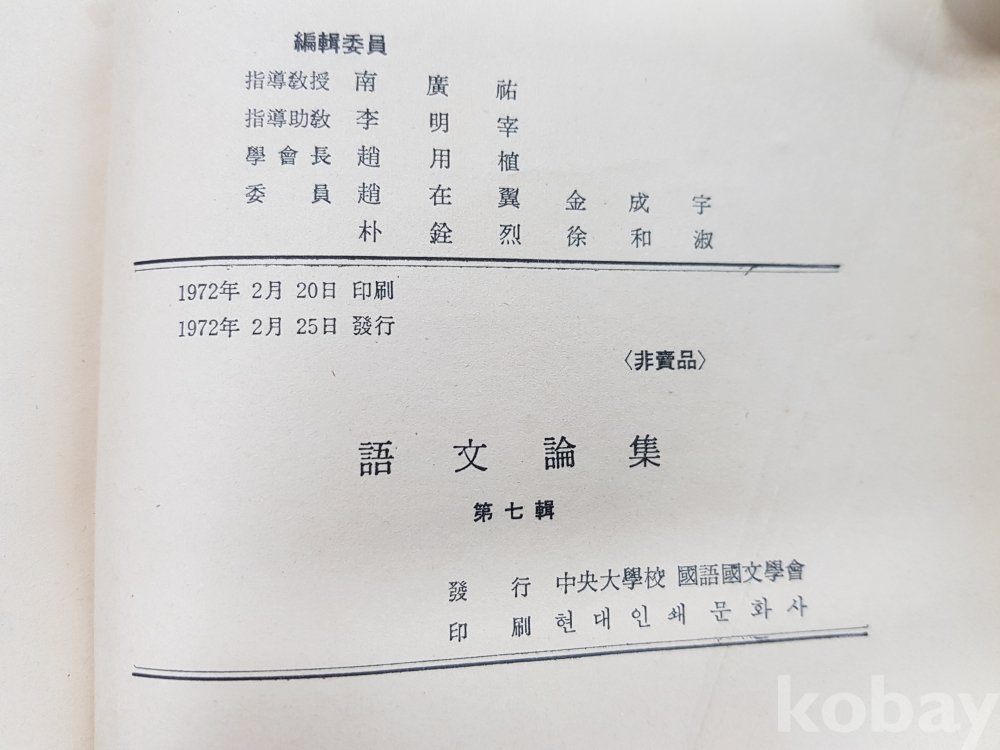 編輯委員
指導敎授 南廣祐
指導助敎 李明宰
學會長 趙用植
委員 趙在翼 金成宇
朴銓烈 徐和淑
1972年 2月 20日 印刷
1972年 2月 25日 發行
〈非賣品〉
語文論集
第七輯
發行 中央大學校 國語國文學會
印刷 현대인쇄문화사
kobay